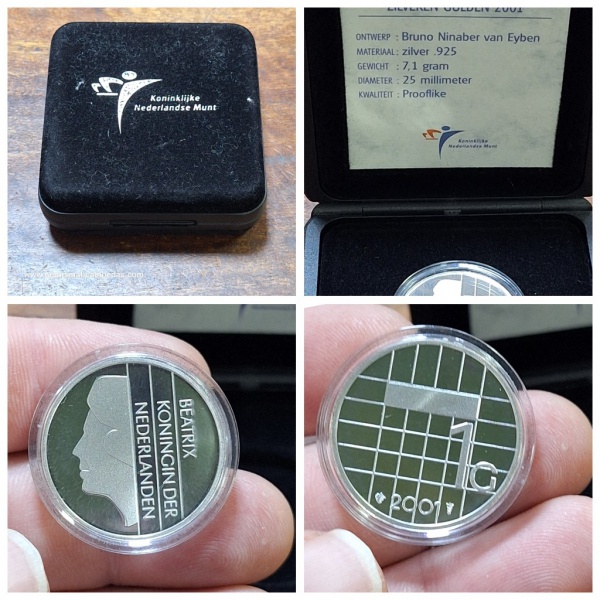 Koninklijke
Nederlandse Munt
ZILVEREN GULDEN 2001
ONTWERP : Bruno Ninaber van Eyben
MATERIAAL : zilver .925
GEWICHT : 7,1 gram
DIAMETER : 25 millimeter
KWALITEIT : Prooflike
Koninklijke
Nederlandse Munt
BEATRIX
KONINGIN DER
NEDERLANDEN
1G
2001